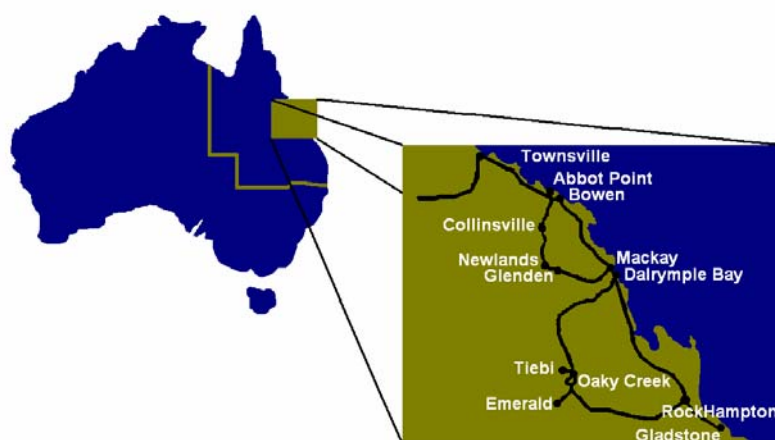 Townsville
Abbot Point
Bowen
Collinsville
Newlands
Glenden
Mackay
Dalrymple Bay
Tiebi
Oaky Creek
Emerald
RockHampton
Gladstone